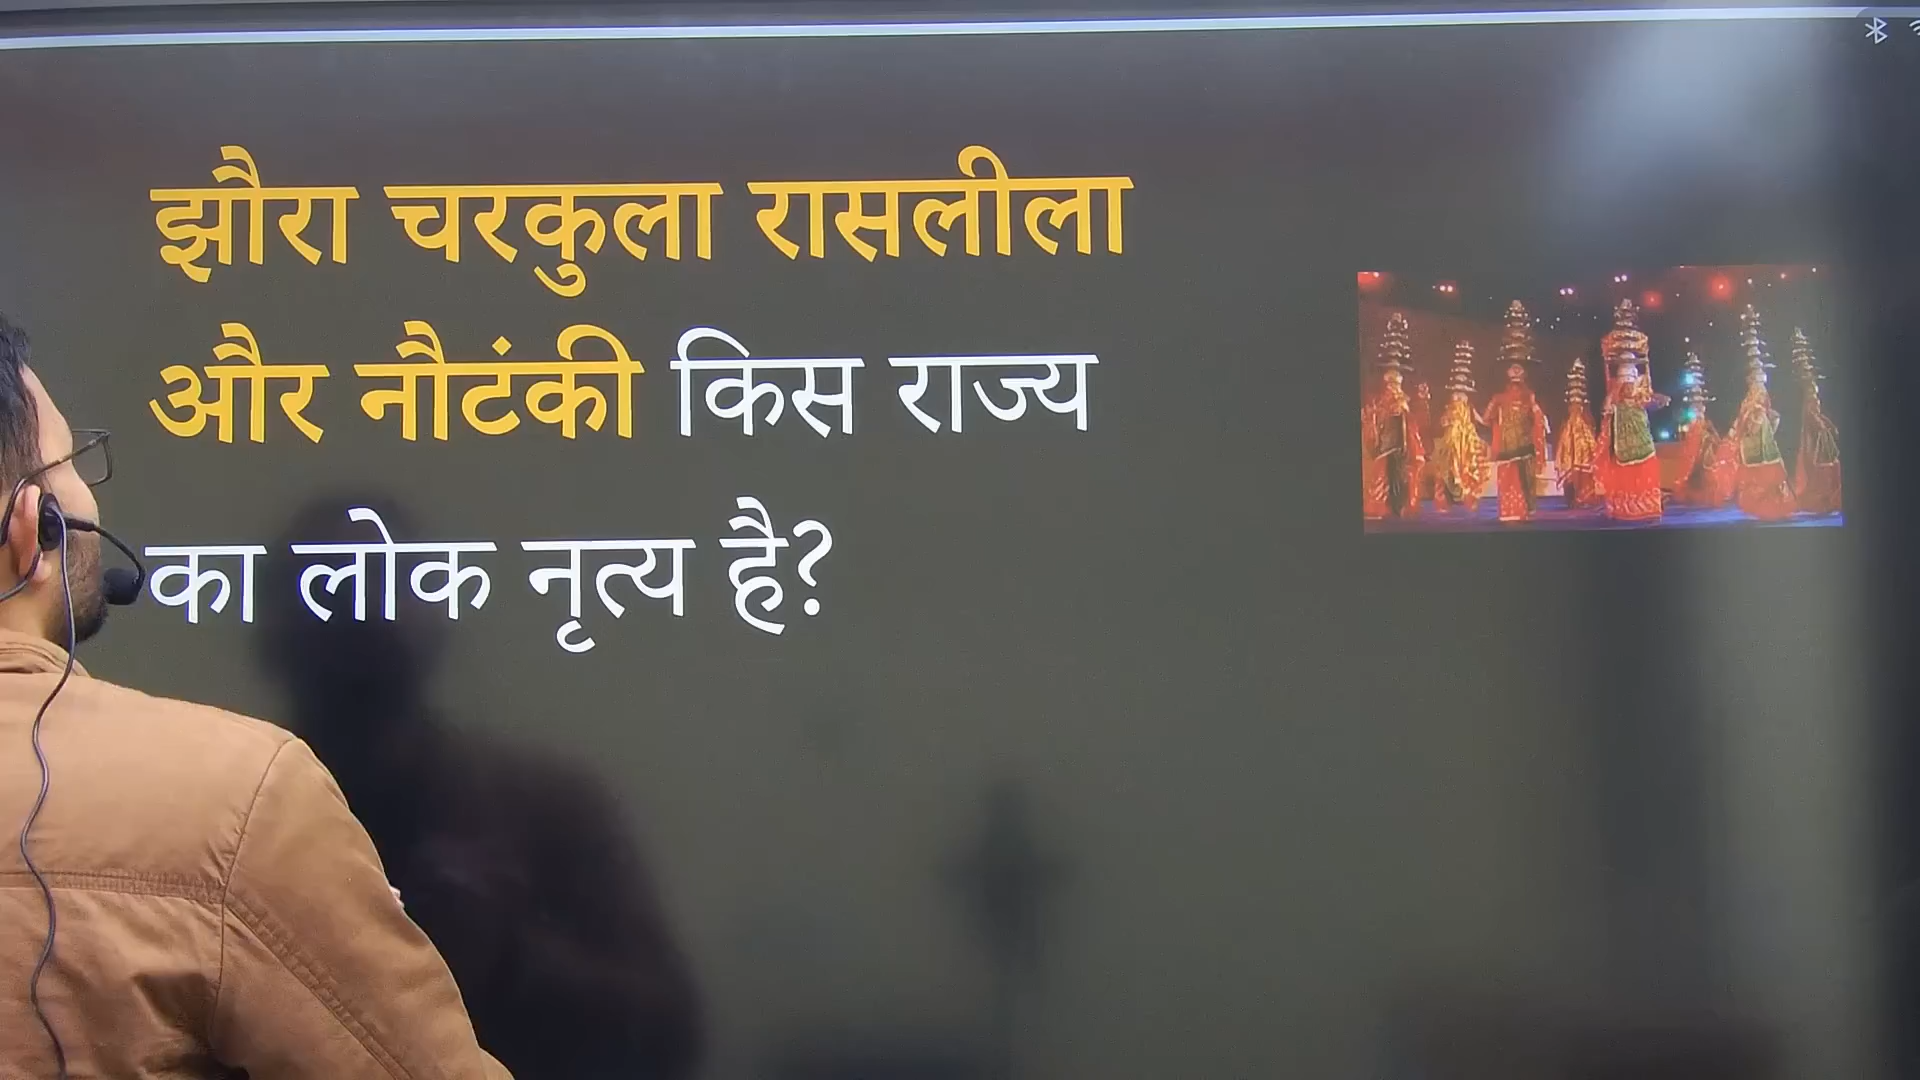 झौरा चरकुला रासलीला
और नौटंकी किस राज्य
का लोक नृत्य है?